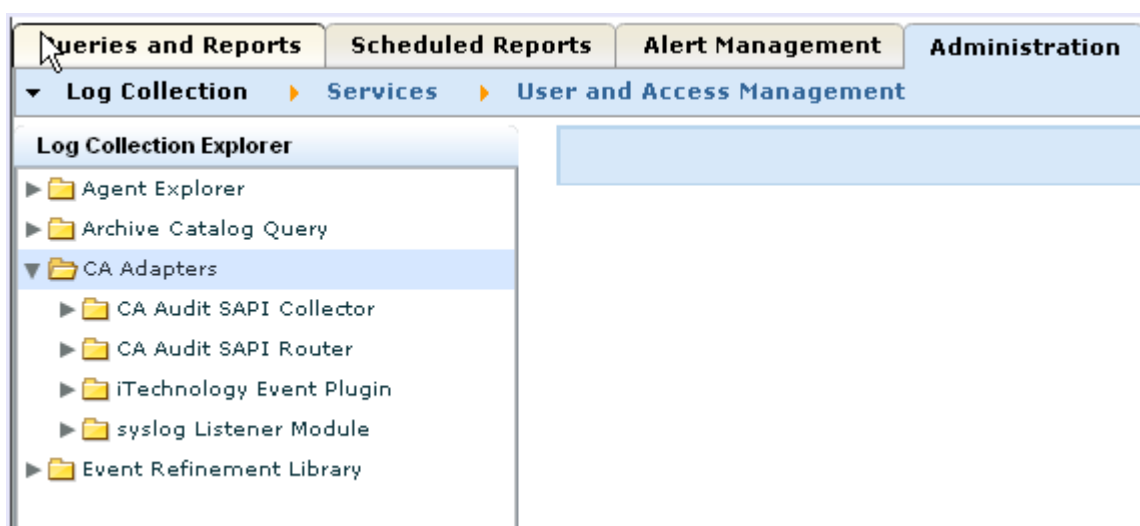 Queries and Reports Scheduled Reports Alert Management Administration
Log Collection Services User and Access Management
Log Collection Explorer
Agent Explorer
Archive Catalog Query
CA Adapters
CA Audit SAPI Collector
CA Audit SAPI Router
iTechnology Event Plugin
syslog Listener Module
Event Refinement Library